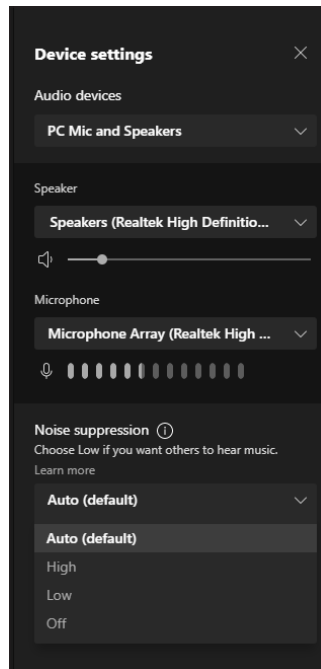 Device settings
Audio devices
PC Mic and Speakers
Speaker
Speakers (Realtek High Definitio...
Microphone
Microphone Array (Realtek High ...
Noise suppression
Choose Low if you want others to hear music.
Learn more
Auto (default)
Auto (default)
High
Low
Off